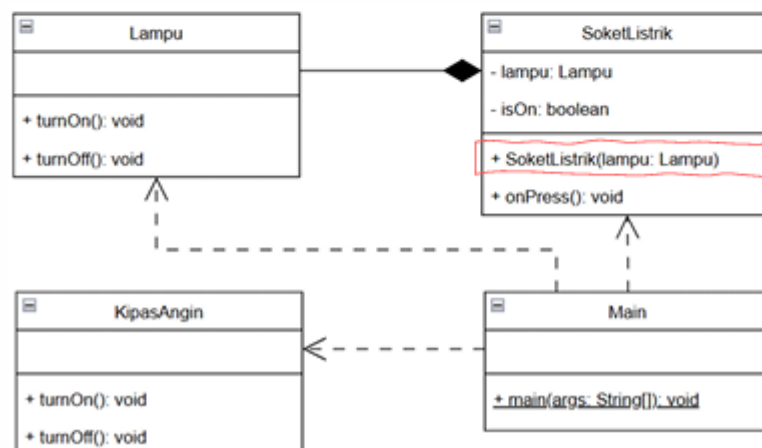 Lampu
+ turnOn(): void
+ turnOff(): void
SoketListrik
- lampu: Lampu
- isOn: boolean
+ SoketListrik(lampu: Lampu)
+ onPress(): void
KipasAngin
+ turnOn(): void
+ turnOff(): void
Main
+ main(args: String[]): void